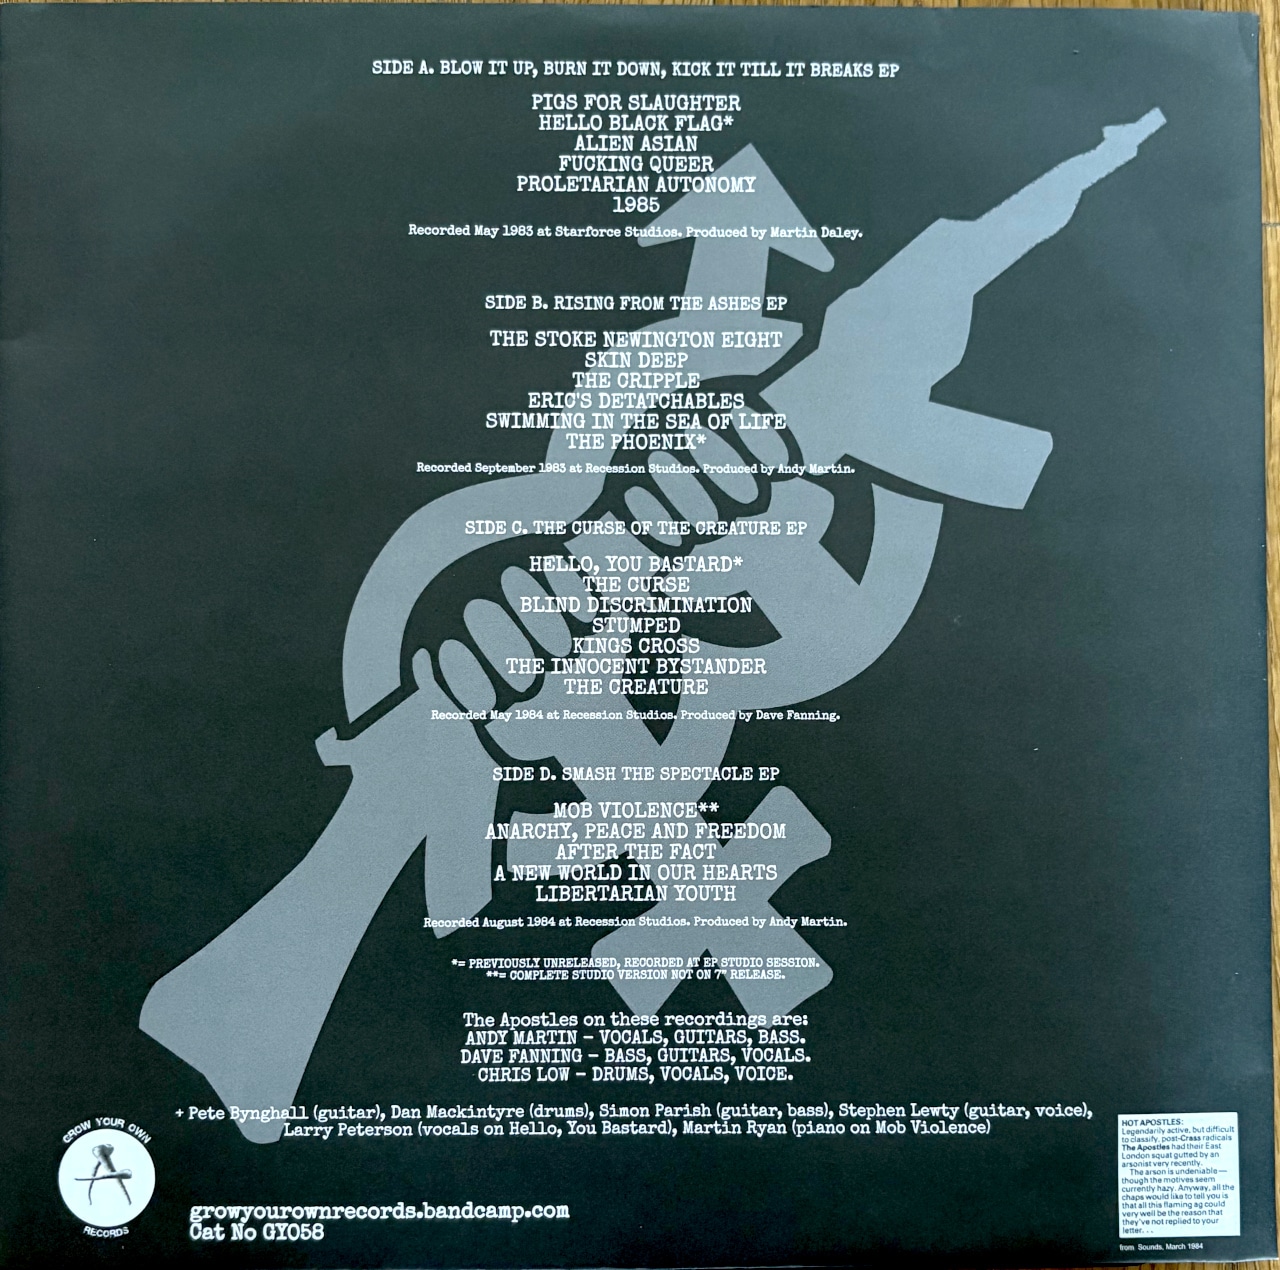 SIDE A. BLOW IT UP, BURN IT DOWN, KICK IT TILL IT BREAKS EP
PIGS FOR SLAUGHTER
HELLO BLACK FLAG*
ALIEN ASIAN
FUCKING QUEER
PROLETARIAN AUTONOMY
1985
Recorded May 1983 at Starforce Studios. Produced by Martin Daley.
SIDE B. RISING FROM THE ASHES EP
THE STOKE NEWINGTON EIGHT
SKIN DEEP
THE CRIPPLE
ERIC'S DETATCHABLES
SWIMMING IN THE SEA OF LIFE
THE PHOENIX*
Recorded September 1983 at Recession Studios. Produced by Andy Martin.
SIDE C. THE CURSE OF THE CREATURE EP
HELLO, YOU BASTARD*
THE CURSE
BLIND DISCRIMINATION
STUMPED
KINGS CROSS
THE INNOCENT BYSTANDER
THE CREATURE
Recorded May 1984 at Recession Studios. Produced by Dave Fanning.
SIDE D. SMASH THE SPECTACLE EP
MOB VIOLENCE**
ANARCHY, PEACE AND FREEDOM
AFTER THE FACT
A NEW WORLD IN OUR HEARTS
LIBERTARIAN YOUTH
Recorded August 1984 at Recession Studios. Produced by Andy Martin.
*= PREVIOUSLY UNRELEASED, RECORDED AT EP STUDIO SESSION.
**= COMPLETE STUDIO VERSION NOT ON 7" RELEASE.
The Apostles on these recordings are:
ANDY MARTIN - VOCALS, GUITARS, BASS.
DAVE FANNING - BASS, GUITARS, VOCALS.
CHRIS LOW - DRUMS, VOCALS, VOICE.
+ Pete Bynghall (guitar), Dan Mackintyre (drums), Simon Parish (guitar, bass), Stephen Lewty (guitar, voice),
Larry Peterson (vocals on Hello, You Bastard), Martin Ryan (piano on Mob Violence)
GROW YOUR OWN
A
RECORDS
growyourownrecords.bandcamp.com
Cat No GYO58
HOT APOSTLES:
Legendarily active, but difficult
to classify, post-Crass radicals
The Apostles had their East
London squat gutted by an
arsonist very recently.
The arson is undeniable —
though the motives seem
currently hazy. Anyway, all the
chaps would like to tell you is
that all this flaming ag could
very well be the reason that
they've not replied to your
letter. . .
from Sounds, March 1984